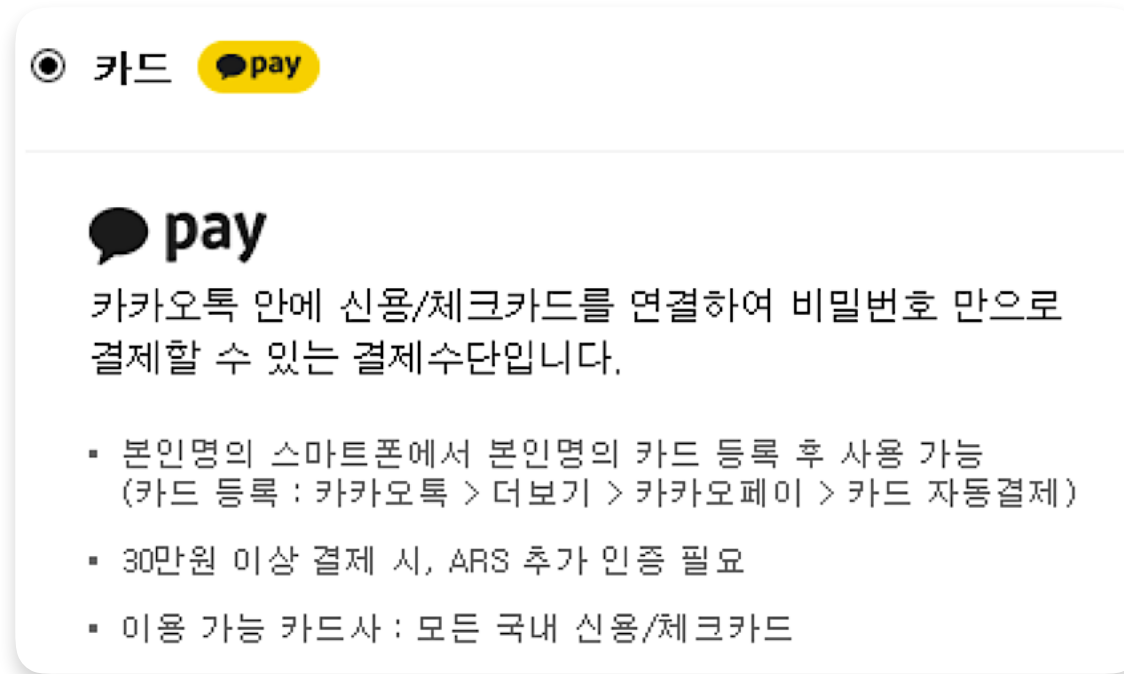 카드 pay
pay
카카오톡 안에 신용/체크카드를 연결하여 비밀번호 만으로
결제할 수 있는 결제수단입니다.
▪ 본인명의 스마트폰에서 본인명의 카드 등록 후 사용 가능
(카드 등록 : 카카오톡 > 더보기 > 카카오페이 > 카드 자동결제)
▪ 30만원 이상 결제 시, ARS 추가 인증 필요
▪ 이용 가능 카드사 : 모든 국내 신용/체크카드